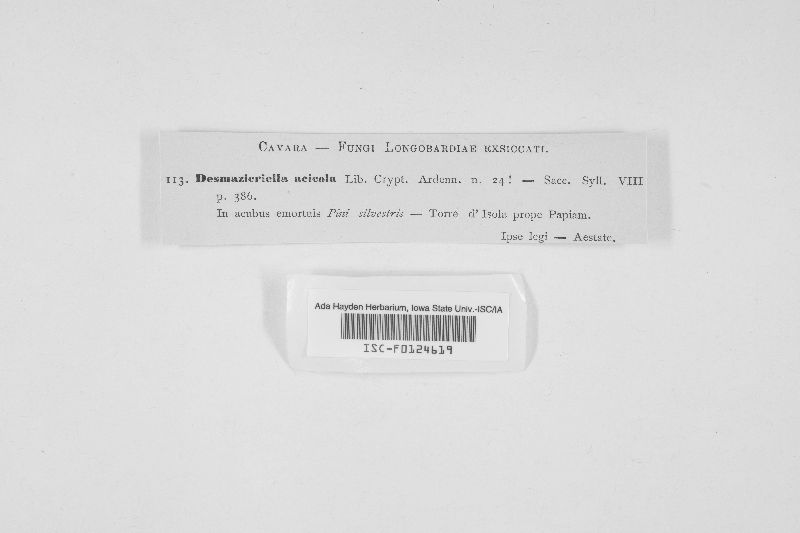 CAVARA — FUNGI LONGOBARDIAE EXSICCATI.
113. Desmazieriella acicola Lib. Crypt. Ardenn. n. 24! — Sacc. Syll. VIII
p. 386.
In acubus emortuis Pini silvestris — Torre d'Isola prope Papiam.
Ipse legi — Aestate.
Ada Hayden Herbarium, Iowa State Univ.-ISC/IA
ISC-F0124619